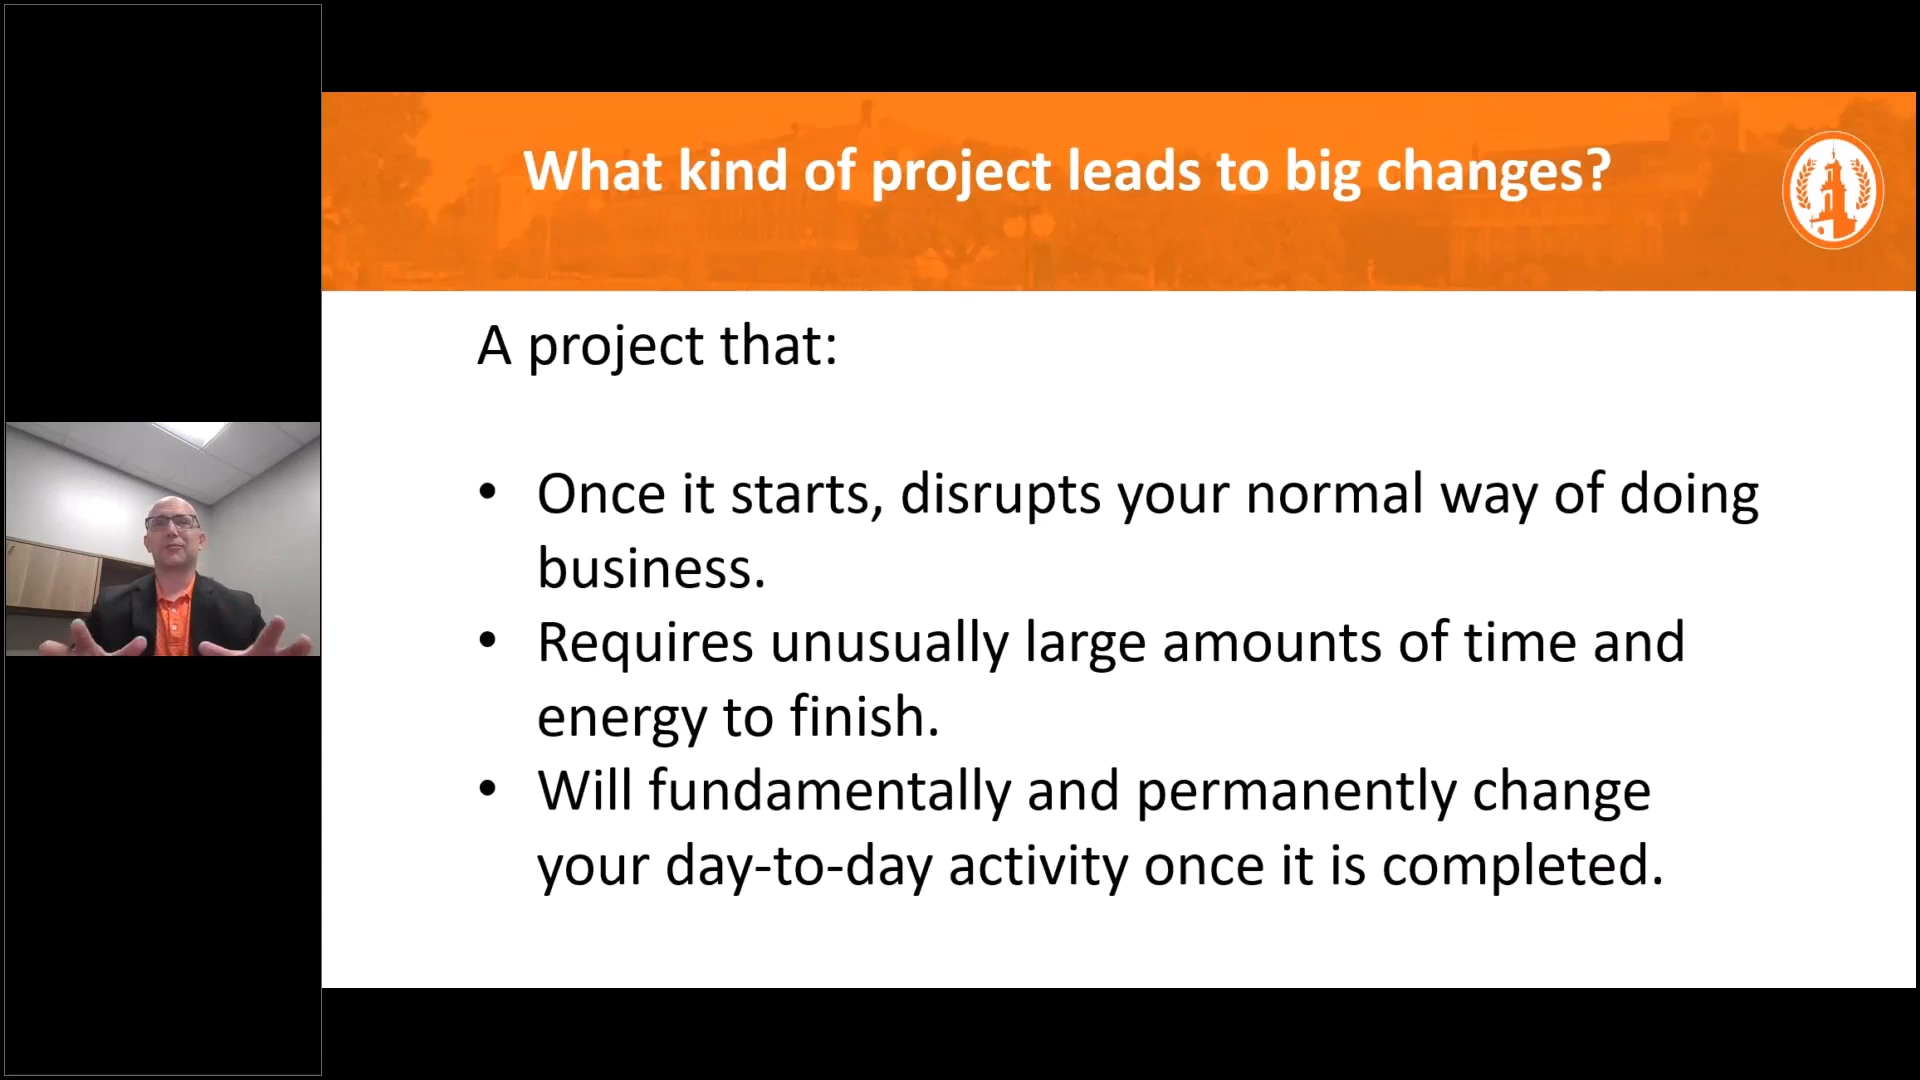 What kind of project leads to big changes?
A project that:
• Once it starts, disrupts your normal way of doing
business.
• Requires unusually large amounts of time and
energy to finish.
• Will fundamentally and permanently change
your day-to-day activity once it is completed.